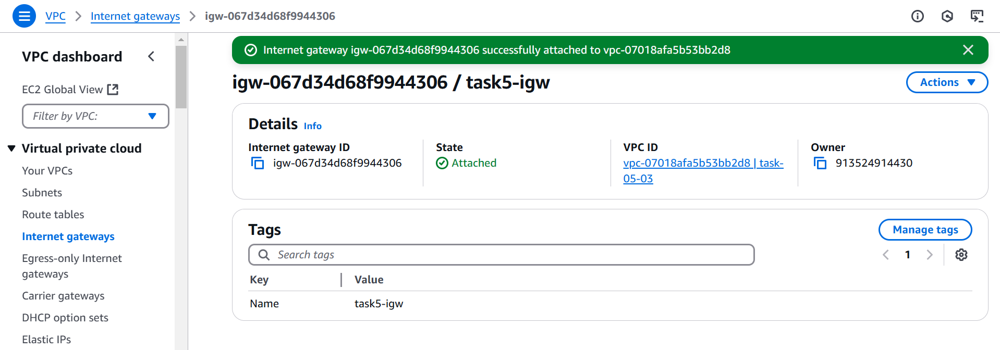 VPC > Internet gateways > igw-067d34d68f9944306
VPC dashboard
EC2 Global View
Filter by VPC:
Virtual private cloud
Your VPCs
Subnets
Route tables
Internet gateways
Egress-only Internet
gateways
Carrier gateways
DHCP option sets
Elastic IPs
Internet gateway igw-067d34d68f9944306 successfully attached to vpc-07018afa5b53bb2d8
igw-067d34d68f9944306 / task5-igw
Actions
Details Info
Internet gateway ID
igw-067d34d68f9944306
State
Attached
VPC ID
vpc-07018afa5b53bb2d8 | task-
05-03
Owner
913524914430
Tags
Manage tags
Search tags
1
Key Value
Name task5-igw